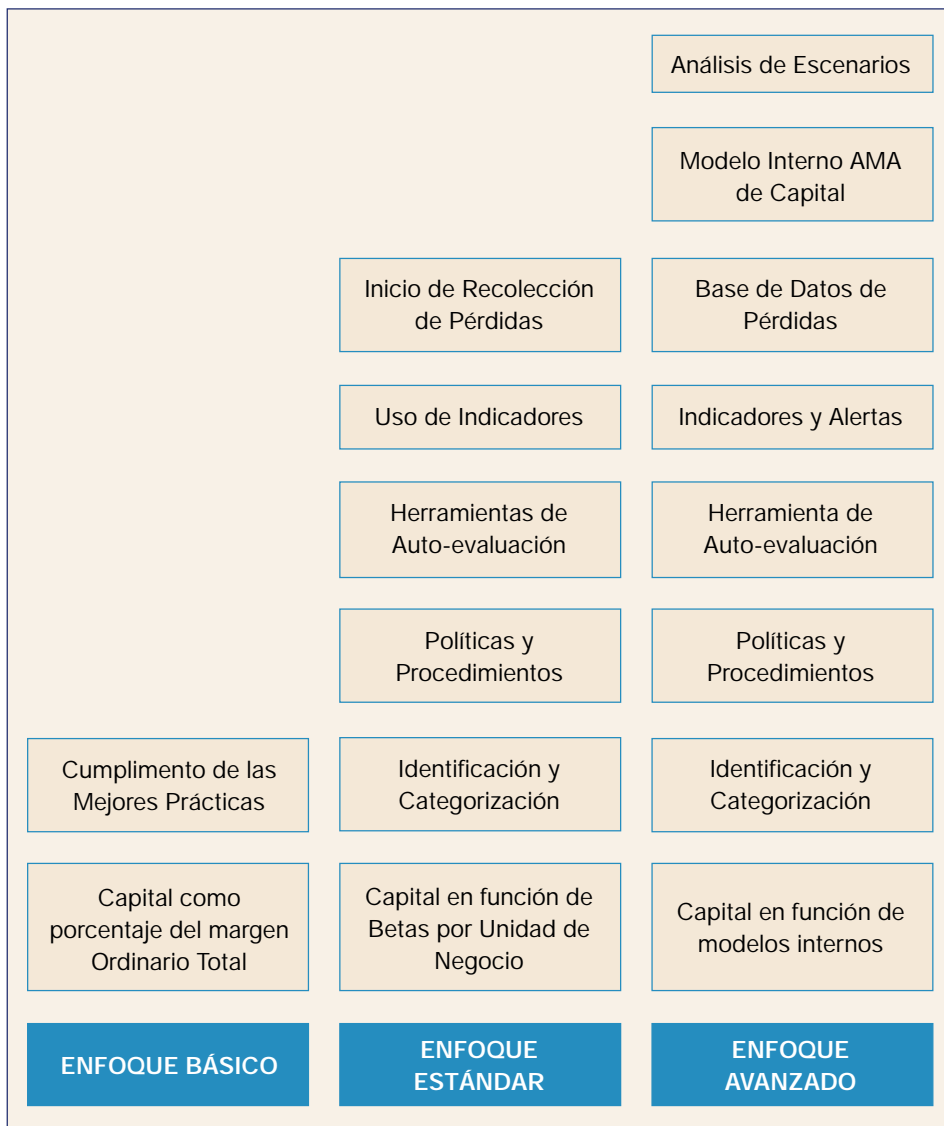 Análisis de Escenarios
Modelo Interno AMA
de Capital
Inicio de Recolección
de Pérdidas
Base de Datos de
Pérdidas
Uso de Indicadores
Indicadores y Alertas
Herramientas de
Auto-evaluación
Herramienta de
Auto-evaluación
Políticas y
Procedimientos
Políticas y
Procedimientos
Cumplimento de las
Mejores Prácticas
Identificación y
Categorización
Identificación y
Categorización
Capital como
porcentaje del margen
Ordinario Total
Capital en función de
Betas por Unidad de
Negocio
Capital en función de
modelos internos
ENFOQUE BÁSICO
ENFOQUE
ESTÁNDAR
ENFOQUE
AVANZADO